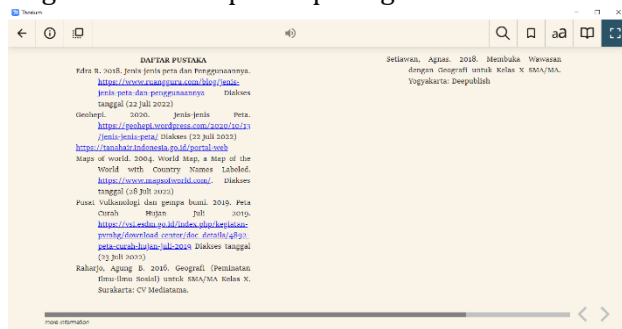 Thorium
aä
DAFTAR PUSTAKA
Edra R. 2018. Jenis jenis peta dan Penggunaannya.
https://www.ruangguru.com/blog/jenis-
jenis-peta-dan-penggunaannya Diakses
tanggal (22 Juli 2022)
Geohepi. 2020. Jenis-jenis Peta.
https://geohepi.wordpress.com/2020/10/13
/jenis-jenis-peta/ Diakses (22 Juli 2022)
https://tanahair.indonesia.go.id/portal-web
Maps of world. 2004. World Map, a Map of the
World with Country Names Labeled.
https://www.mapsofworld.com/. Diakses
tanggal (28 Juli 2022)
Pusat Vulkanologi dan gempa bumi. 2019. Peta
Curah Hujan Juli 2019.
https://vsi.esdm.go.id/index.php/kegiatan-
pvmbg/download-center/doc_details/4892-
peta-curah-hujan-juli-2019 Diakses tanggal
(23 Juli 2022)
Raharjo, Agung B. 2016. Geografi (Peminatan
Ilmu-Ilmu Sosial) untuk SMA/MA Kelas X.
Surakarta: CV Mediatama.
Setiawan, Agnas. 2018. Membuka Wawasan
dengan Geografi untuk Kelas X SMA/MA.
Yogyakarta: Deepublish
more information